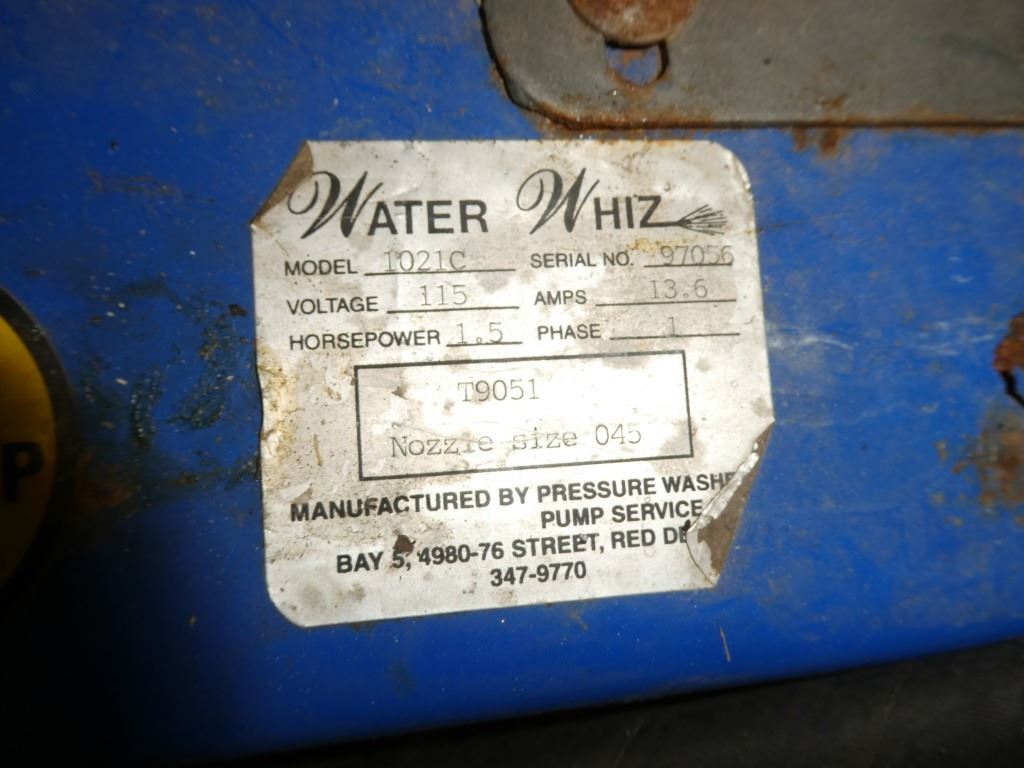 WATER WHIZ
MODEL 1021C SERIAL NO. 97056
VOLTAGE 115 AMPS 13.6
HORSEPOWER 1.5 PHASE 1
T9051
Nozzle size 045
MANUFACTURED BY PRESSURE WASHE
PUMP SERVICE
BAY 5, 4980-76 STREET, RED DE
347-9770
P